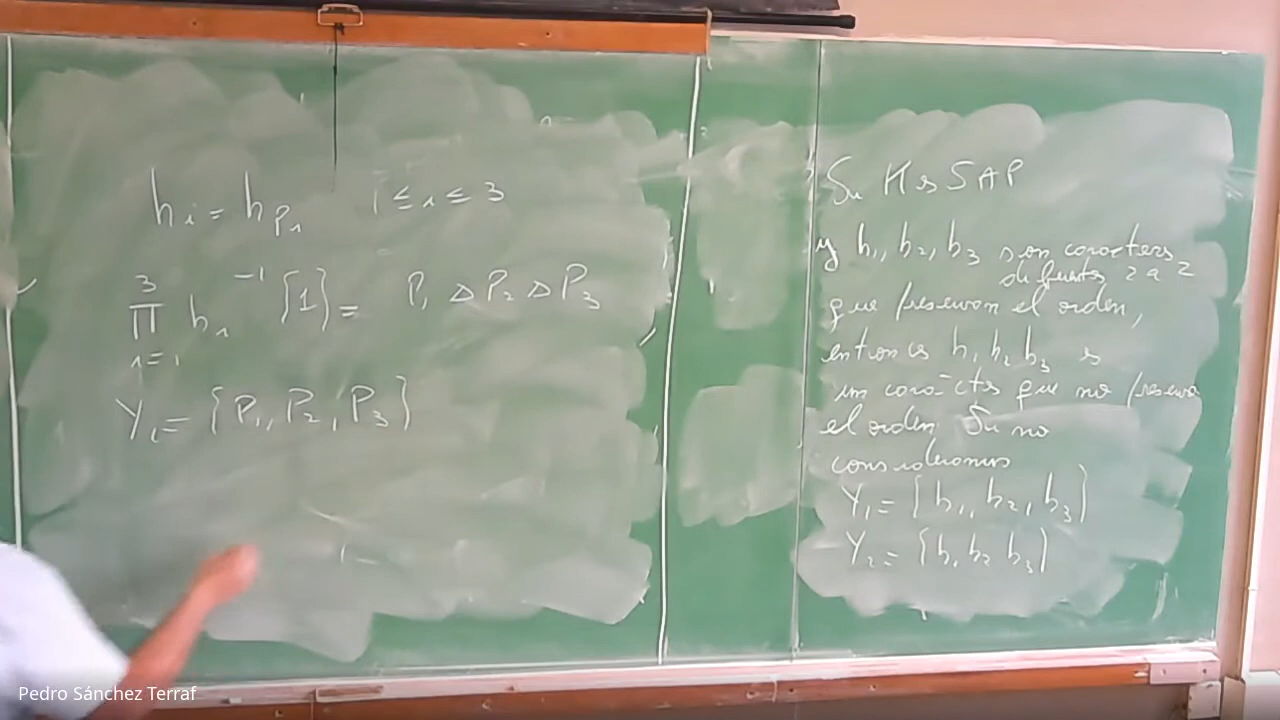 h_i = h_{P_i}   1 ≤ i ≤ 3
∏_{i=1}^{3} h_i^{-1}{1} = P_1 △ P_2 △ P_3
Y_1 = {P_1, P_2, P_3}
Si K es SAP
y h_1, h_2, h_3 son caracteres
diferentes 2 a 2
que preservan el orden,
entonces h_1 h_2 h_3 es
un carácter que no preserva
el orden. Si no
consideramos
Y_1 = {h_1, h_2, h_3}
Y_2 = {h_1 h_2 h_3}
Pedro Sánchez Terraf